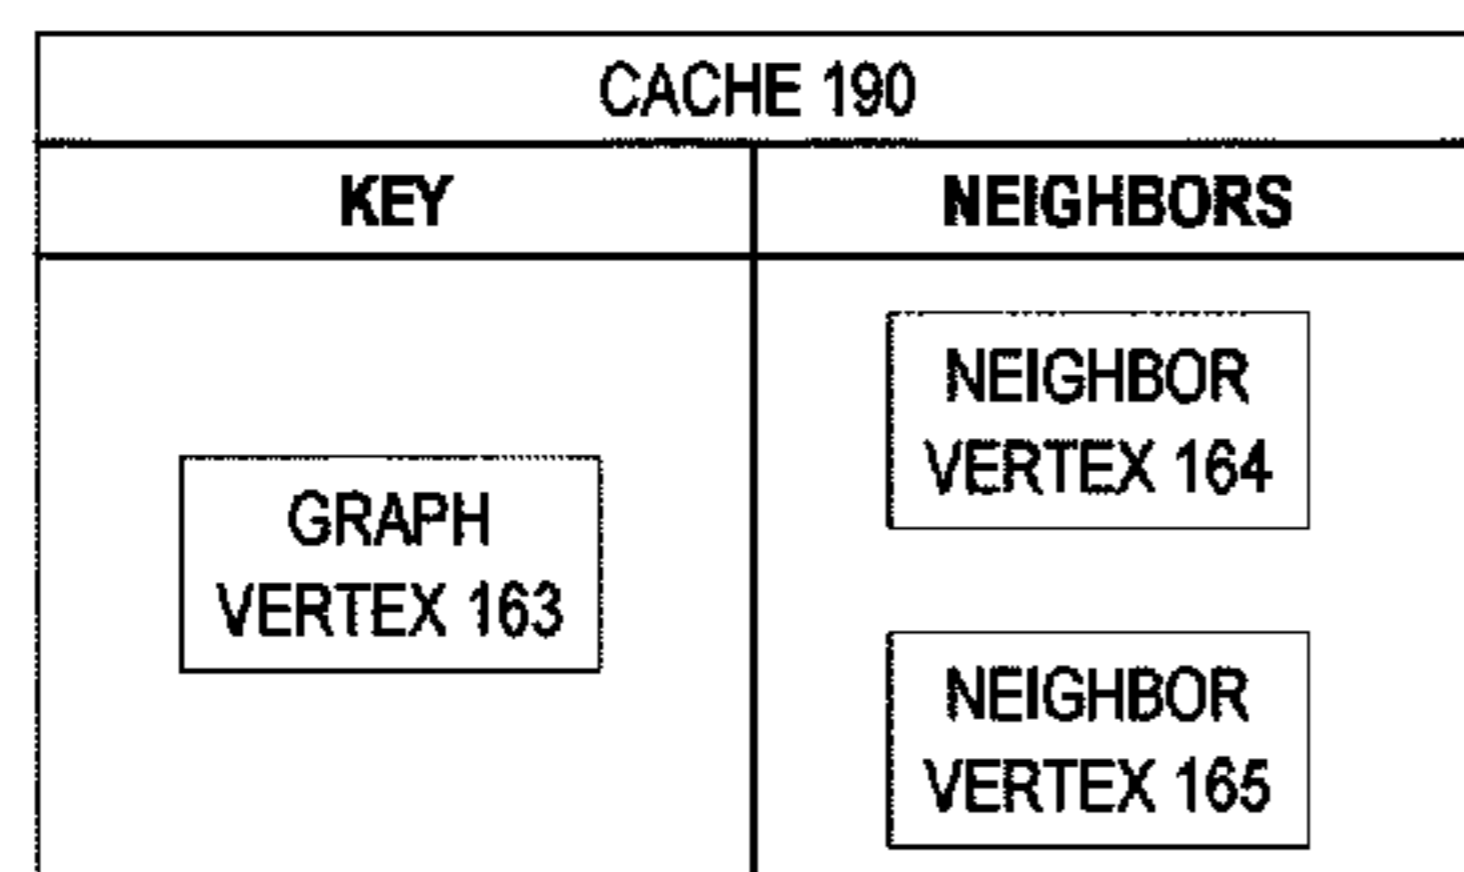 CACHE 190
KEY
NEIGHBORS
GRAPH
VERTEX 163
NEIGHBOR
VERTEX 164
NEIGHBOR
VERTEX 165